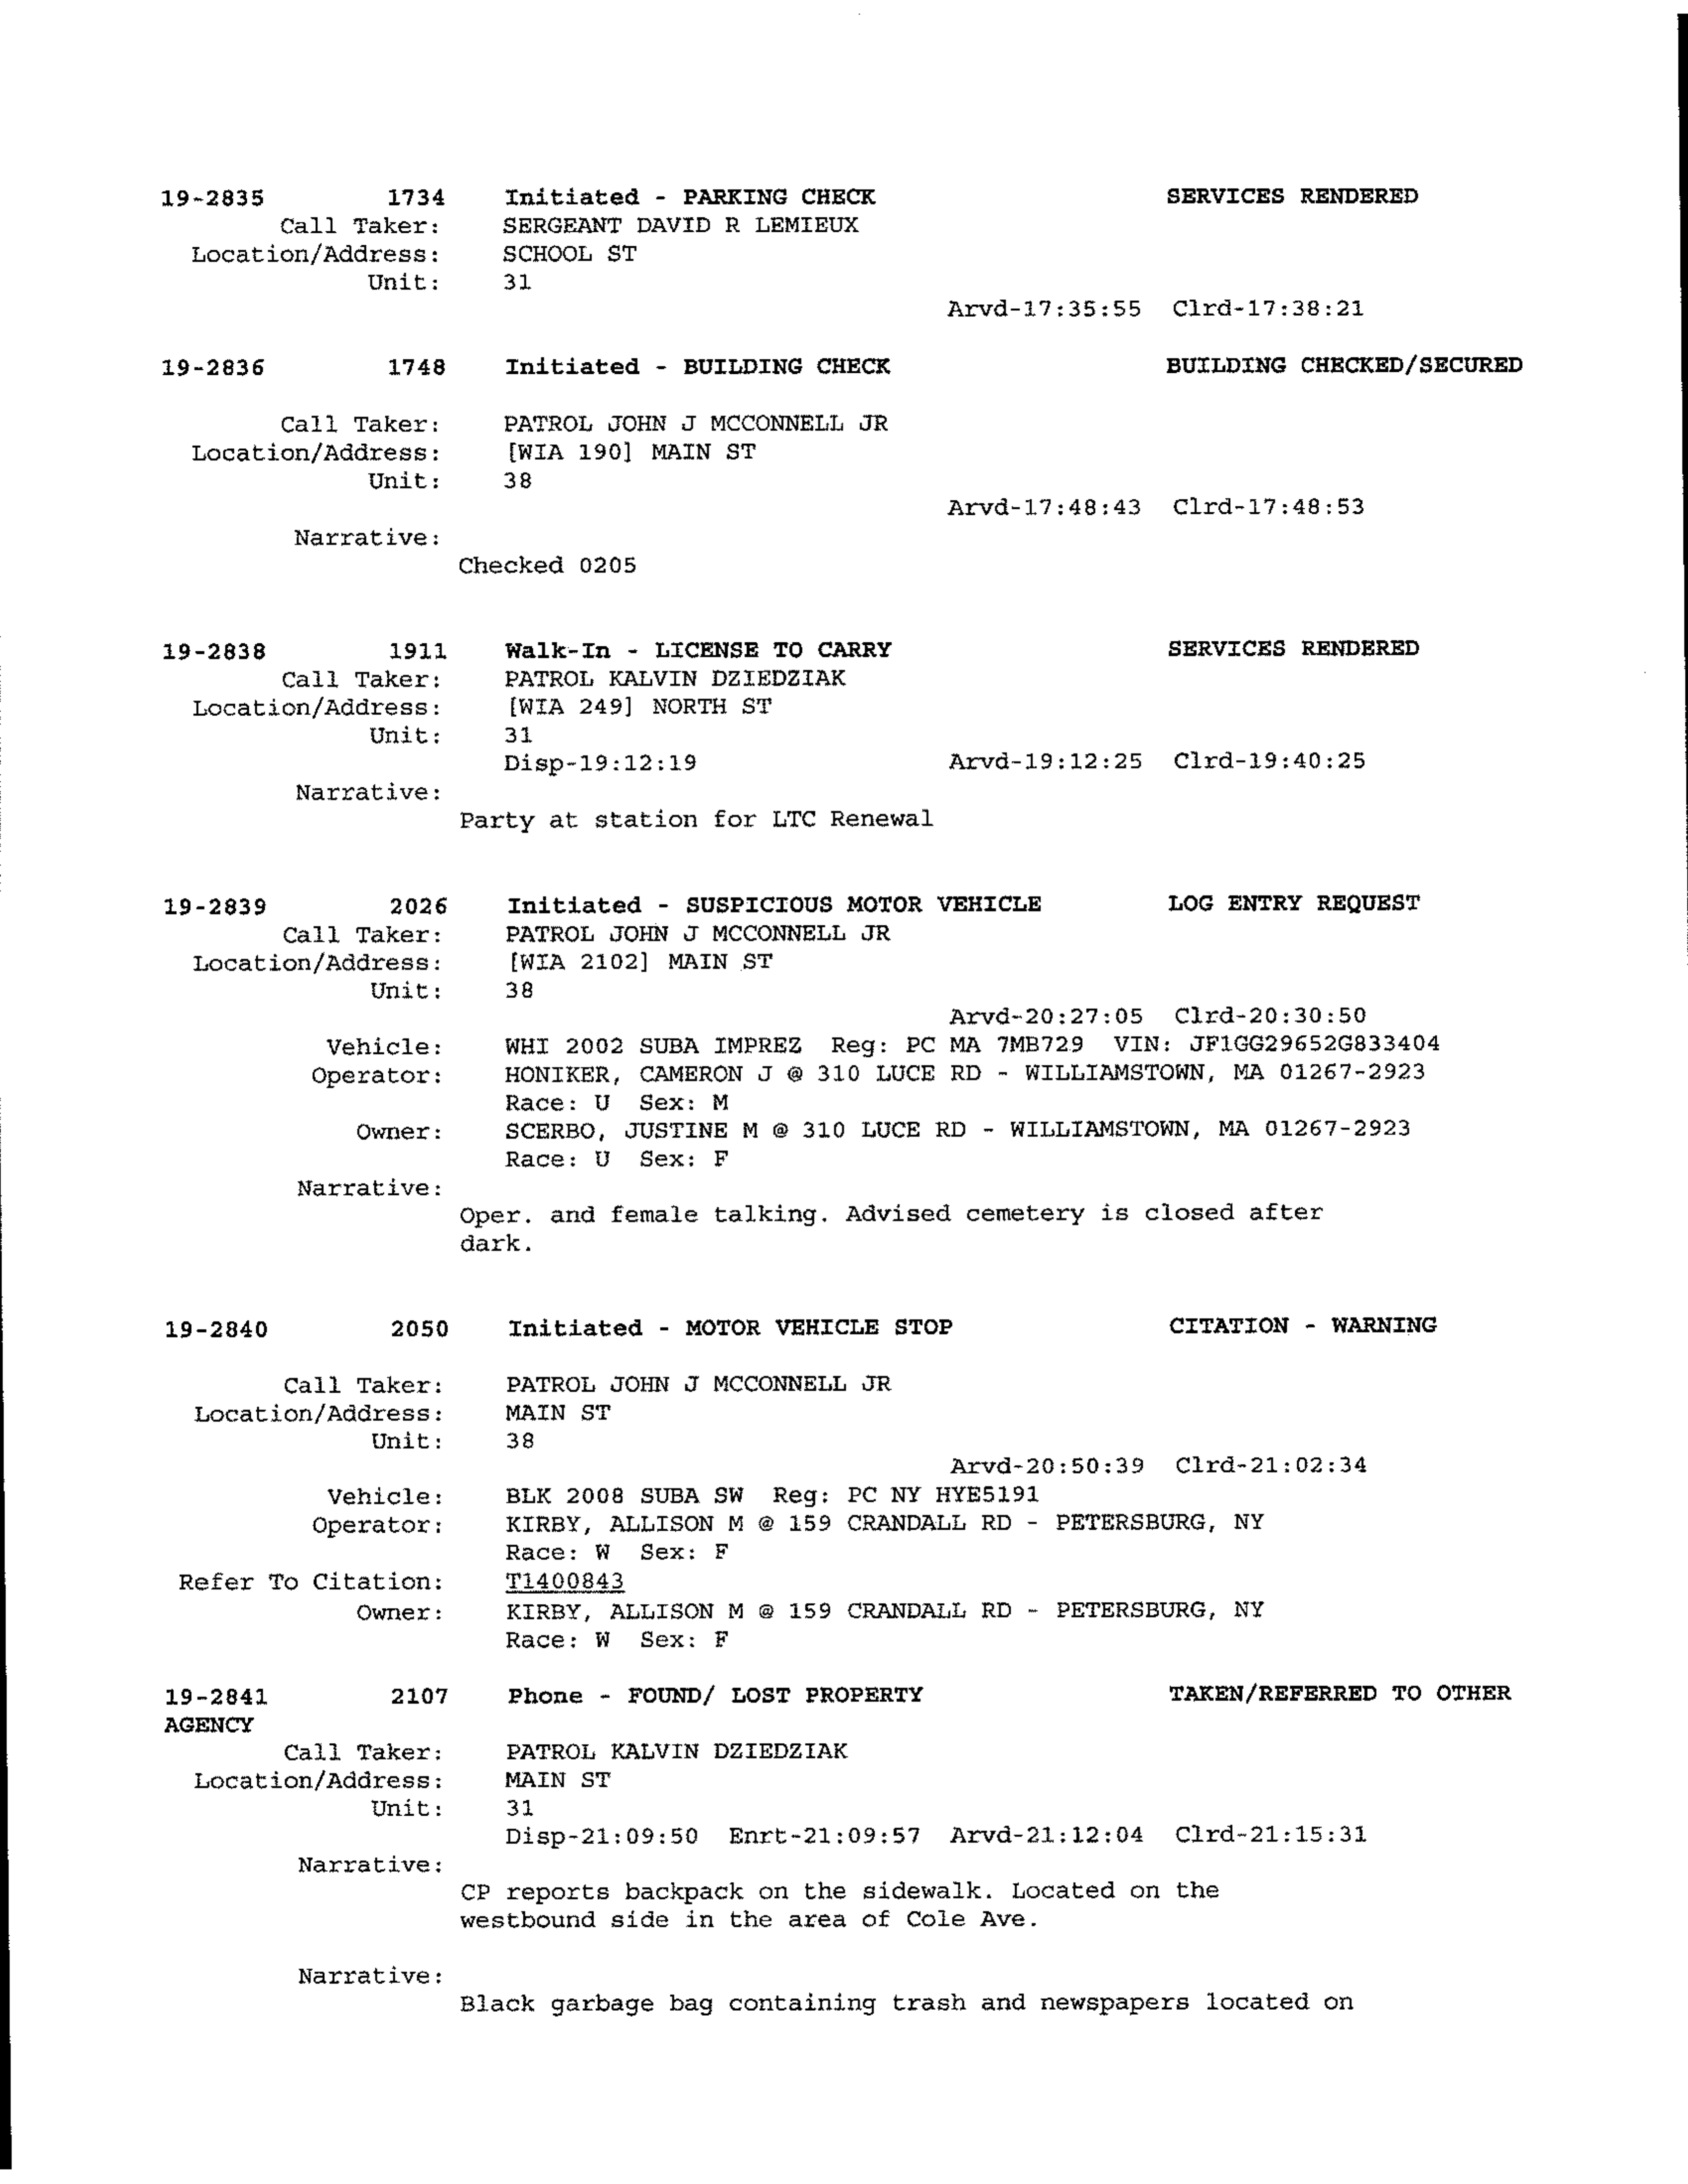 19-2835 1734 Initiated - PARKING CHECK SERVICES RENDERED
Call Taker: SERGEANT DAVID R LEMIEUX
Location/Address: SCHOOL ST
Unit: 31
Arvd-17:35:55 Clrd-17:38:21
19-2836 1748 Initiated - BUILDING CHECK BUILDING CHECKED/SECURED
Call Taker: PATROL JOHN J MCCONNELL JR
Location/Address: [WIA 190] MAIN ST
Unit: 38
Arvd-17:48:43 Clrd-17:48:53
Narrative:
Checked 0205
19-2838 1911 Walk-In - LICENSE TO CARRY SERVICES RENDERED
Call Taker: PATROL KALVIN DZIEDZIAK
Location/Address: [WIA 249] NORTH ST
Unit: 31
Disp-19:12:19 Arvd-19:12:25 Clrd-19:40:25
Narrative:
Party at station for LTC Renewal
19-2839 2026 Initiated - SUSPICIOUS MOTOR VEHICLE LOG ENTRY REQUEST
Call Taker: PATROL JOHN J MCCONNELL JR
Location/Address: [WIA 2102] MAIN ST
Unit: 38
Arvd-20:27:05 Clrd-20:30:50
Vehicle: WHI 2002 SUBA IMPREZ Reg: PC MA 7MB729 VIN: JF1GG29652G833404
Operator: HONIKER, CAMERON J @ 310 LUCE RD - WILLIAMSTOWN, MA 01267-2923
Race: U Sex: M
Owner: SCERBO, JUSTINE M @ 310 LUCE RD - WILLIAMSTOWN, MA 01267-2923
Race: U Sex: F
Narrative:
Oper. and female talking. Advised cemetery is closed after
dark.
19-2840 2050 Initiated - MOTOR VEHICLE STOP CITATION - WARNING
Call Taker: PATROL JOHN J MCCONNELL JR
Location/Address: MAIN ST
Unit: 38
Arvd-20:50:39 Clrd-21:02:34
Vehicle: BLK 2008 SUBA SW Reg: PC NY HYE5191
Operator: KIRBY, ALLISON M @ 159 CRANDALL RD - PETERSBURG, NY
Race: W Sex: F
Refer To Citation: T1400843
Owner: KIRBY, ALLISON M @ 159 CRANDALL RD - PETERSBURG, NY
Race: W Sex: F
19-2841 2107 Phone - FOUND/ LOST PROPERTY TAKEN/REFERRED TO OTHER
AGENCY
Call Taker: PATROL KALVIN DZIEDZIAK
Location/Address: MAIN ST
Unit: 31
Disp-21:09:50 Enrt-21:09:57 Arvd-21:12:04 Clrd-21:15:31
Narrative:
CP reports backpack on the sidewalk. Located on the
westbound side in the area of Cole Ave.
Narrative:
Black garbage bag containing trash and newspapers located on